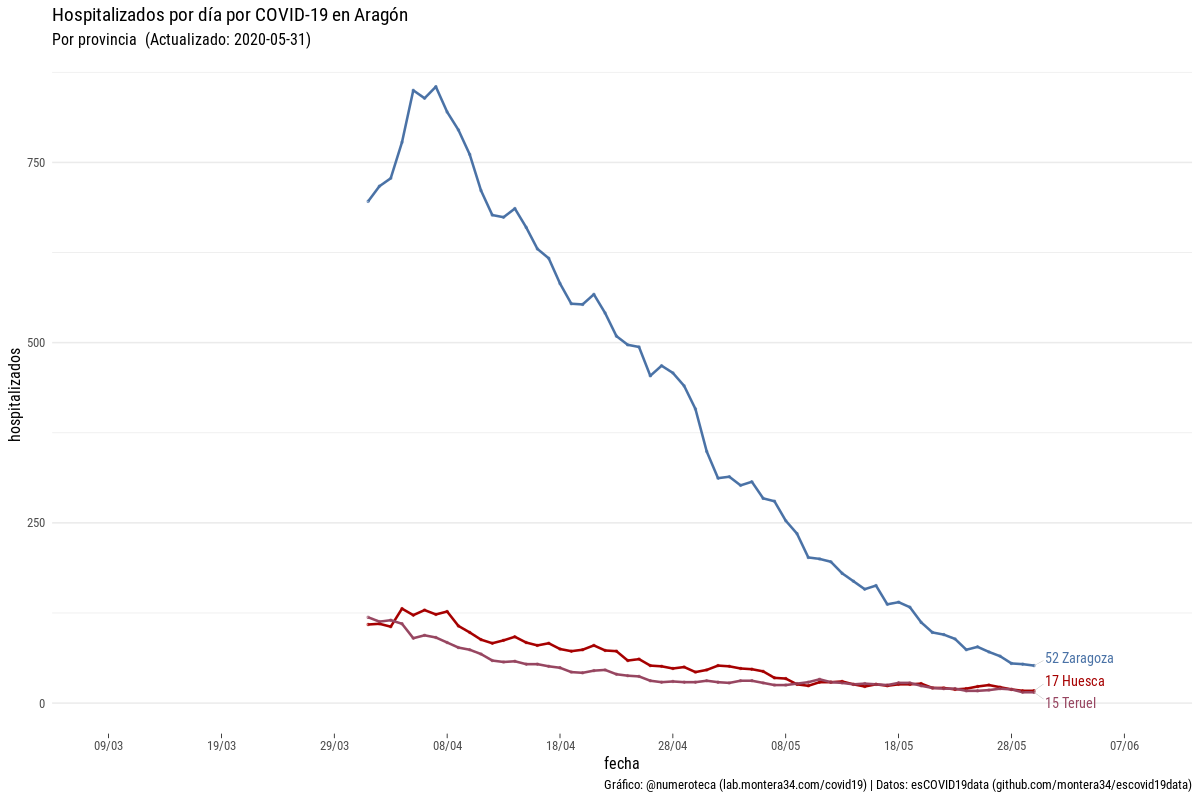 Hospitalizados por día por COVID-19 en Aragón
Por provincia (Actualizado: 2020-05-31)
750
500
250
0
hospitalizados
52 Zaragoza
17 Huesca
15 Teruel
09/03 19/03 29/03 08/04 18/04 28/04 08/05 18/05 28/05 07/06
fecha
Gráfico: @numeroteca (lab.montera34.com/covid19) | Datos: esCOVID19data (github.com/montera34/escovid19data)